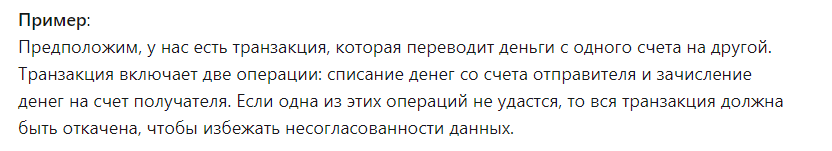 Пример:
Предположим, у нас есть транзакция, которая переводит деньги с одного счета на другой.
Транзакция включает две операции: списание денег со счета отправителя и зачисление
денег на счет получателя. Если одна из этих операций не удастся, то вся транзакция должна
быть откачена, чтобы избежать несогласованности данных.